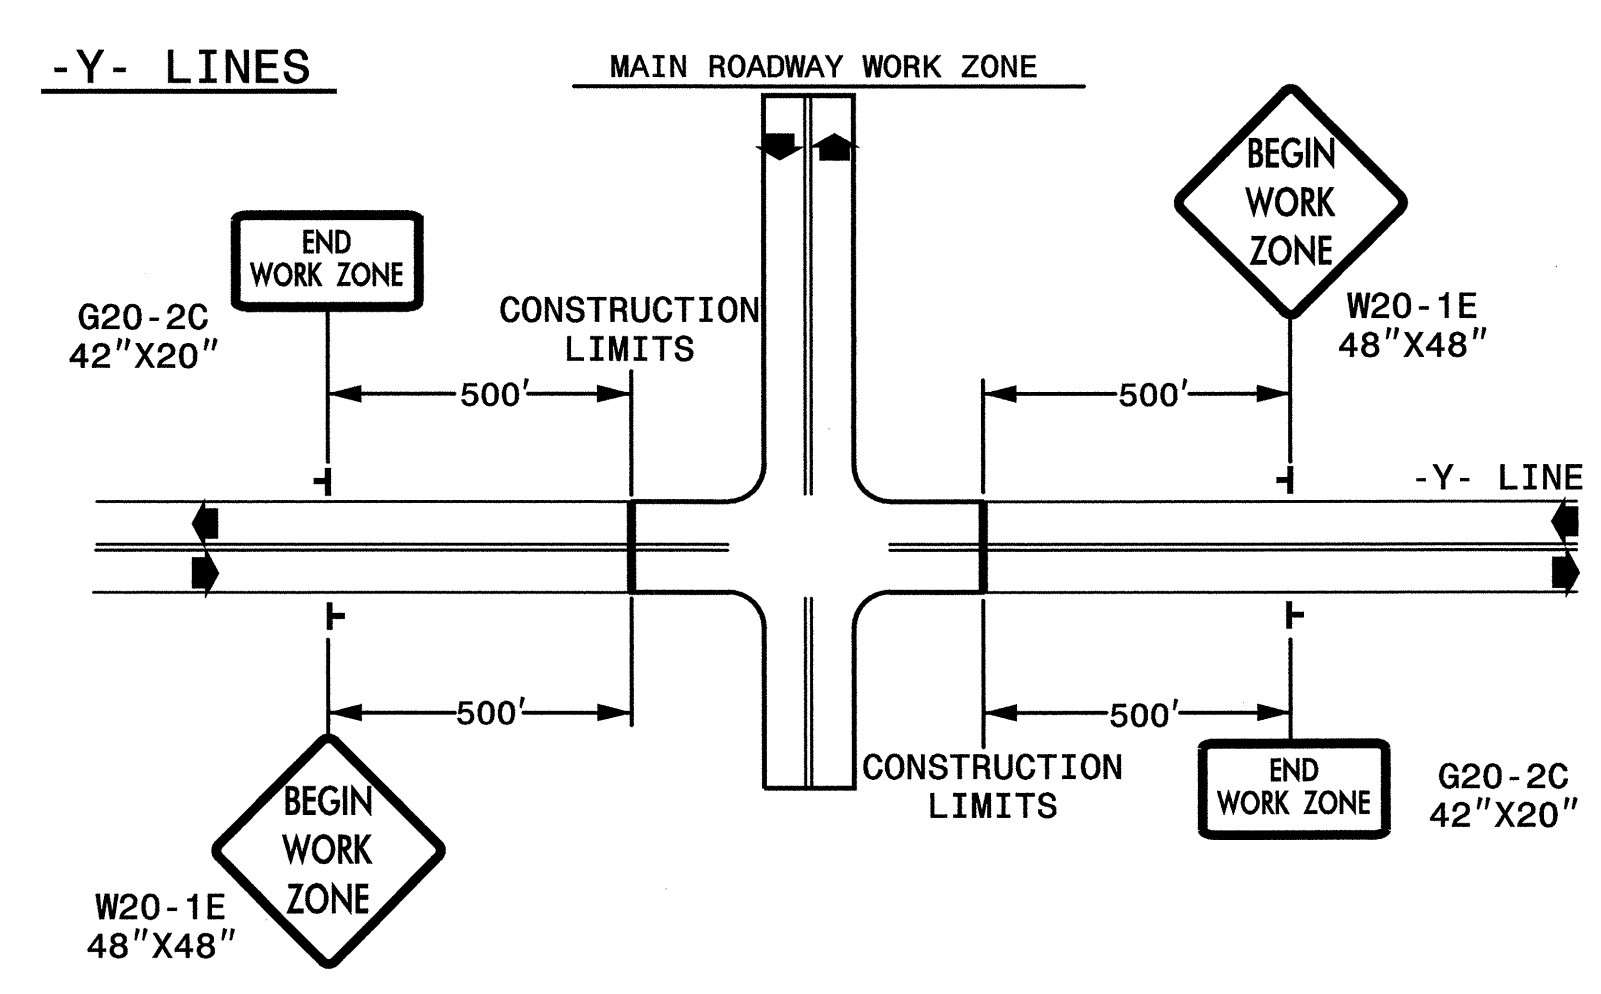 -Y- LINES
MAIN ROADWAY WORK ZONE
BEGIN
WORK
ZONE
W20-1E
48"X48"
END
WORK ZONE
G20-2C
42"X20"
CONSTRUCTION
LIMITS
500'
500'
-Y- LINE
500'
500'
BEGIN
WORK
ZONE
W20-1E
48"X48"
CONSTRUCTION
LIMITS
END
WORK ZONE
G20-2C
42"X20"